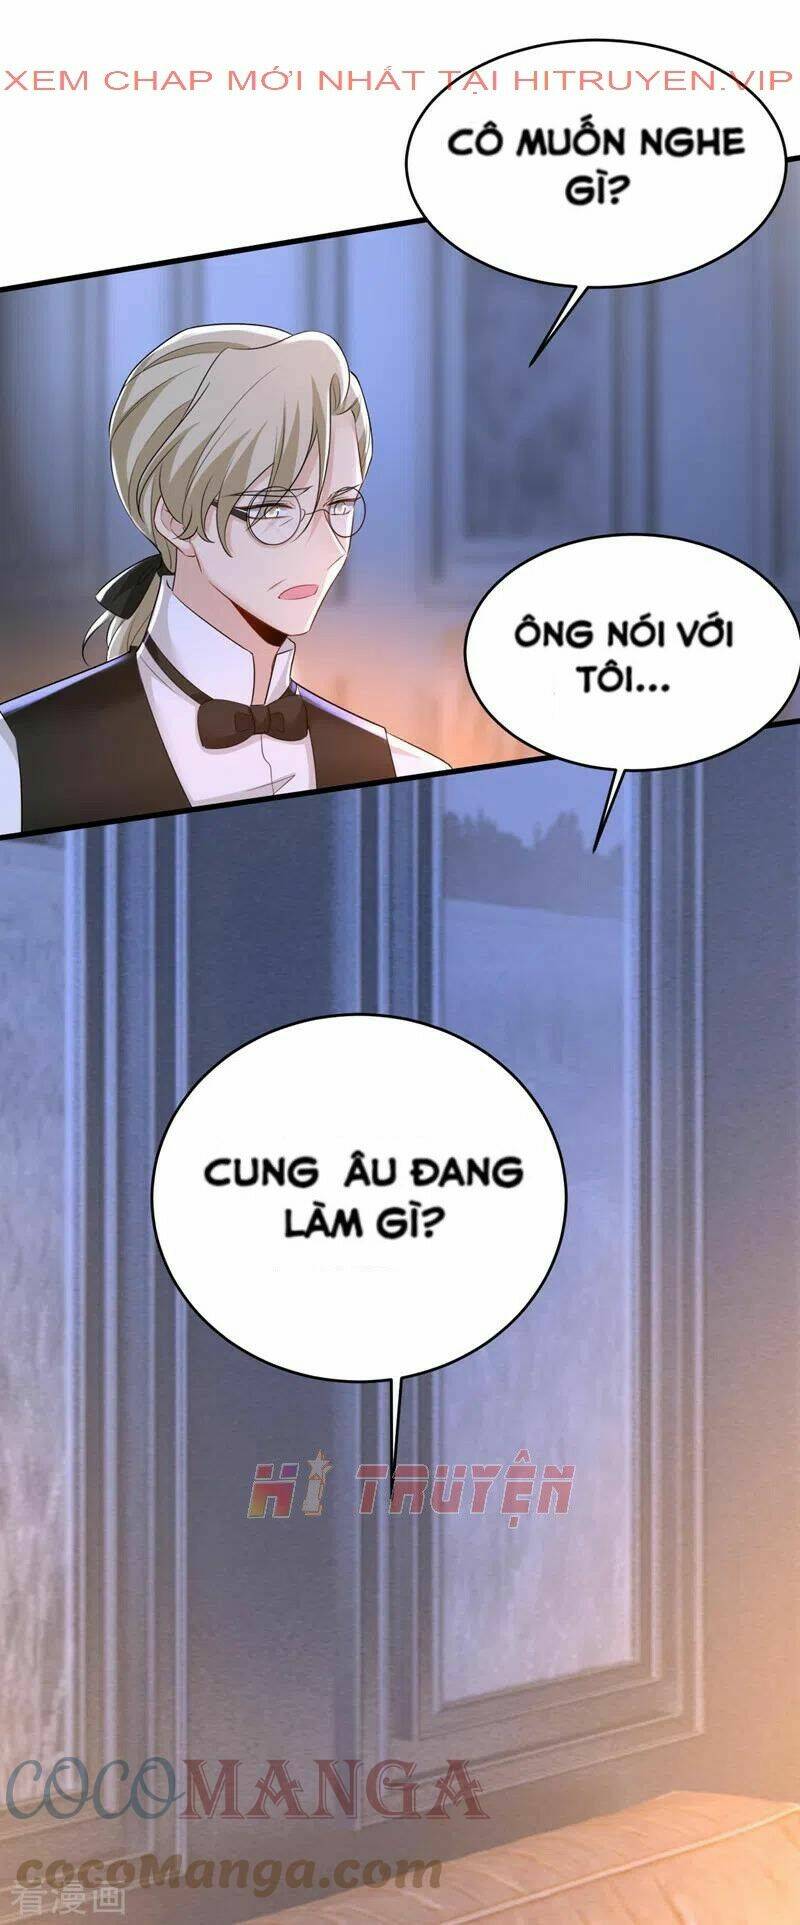 XEM CHAP MỚI NHẤT TẠI HITRUYEN.VIP
CÔ MUỐN NGHE
GÌ?
ÔNG NÓI VỚI
TÔI...
CUNG ÂU ĐANG
LÀM GÌ?
HI TRUYỆN
COCOMANGA
cocoManga.com
看漫画